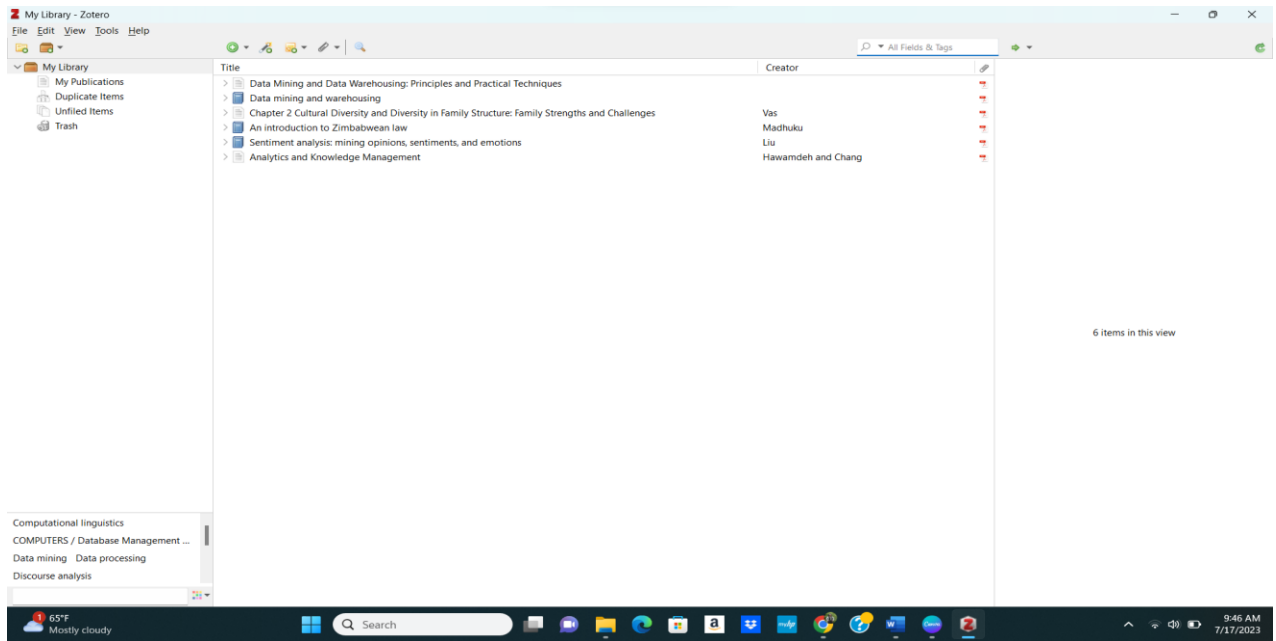 My Library - Zotero
File Edit View Tools Help
All Fields & Tags
My Library
My Publications
Duplicate Items
Unfiled Items
Trash
Title Creator
Data Mining and Data Warehousing: Principles and Practical Techniques
Data mining and warehousing
Chapter 2 Cultural Diversity and Diversity in Family Structure: Family Strengths and Challenges Vas
An introduction to Zimbabwean law Madhuku
Sentiment analysis: mining opinions, sentiments, and emotions Liu
Analytics and Knowledge Management Hawamdeh and Chang
6 items in this view
Computational linguistics
COMPUTERS / Database Management ...
Data mining Data processing
Discourse analysis
1 65°F
Mostly cloudy
Search
9:46 AM
7/17/2023